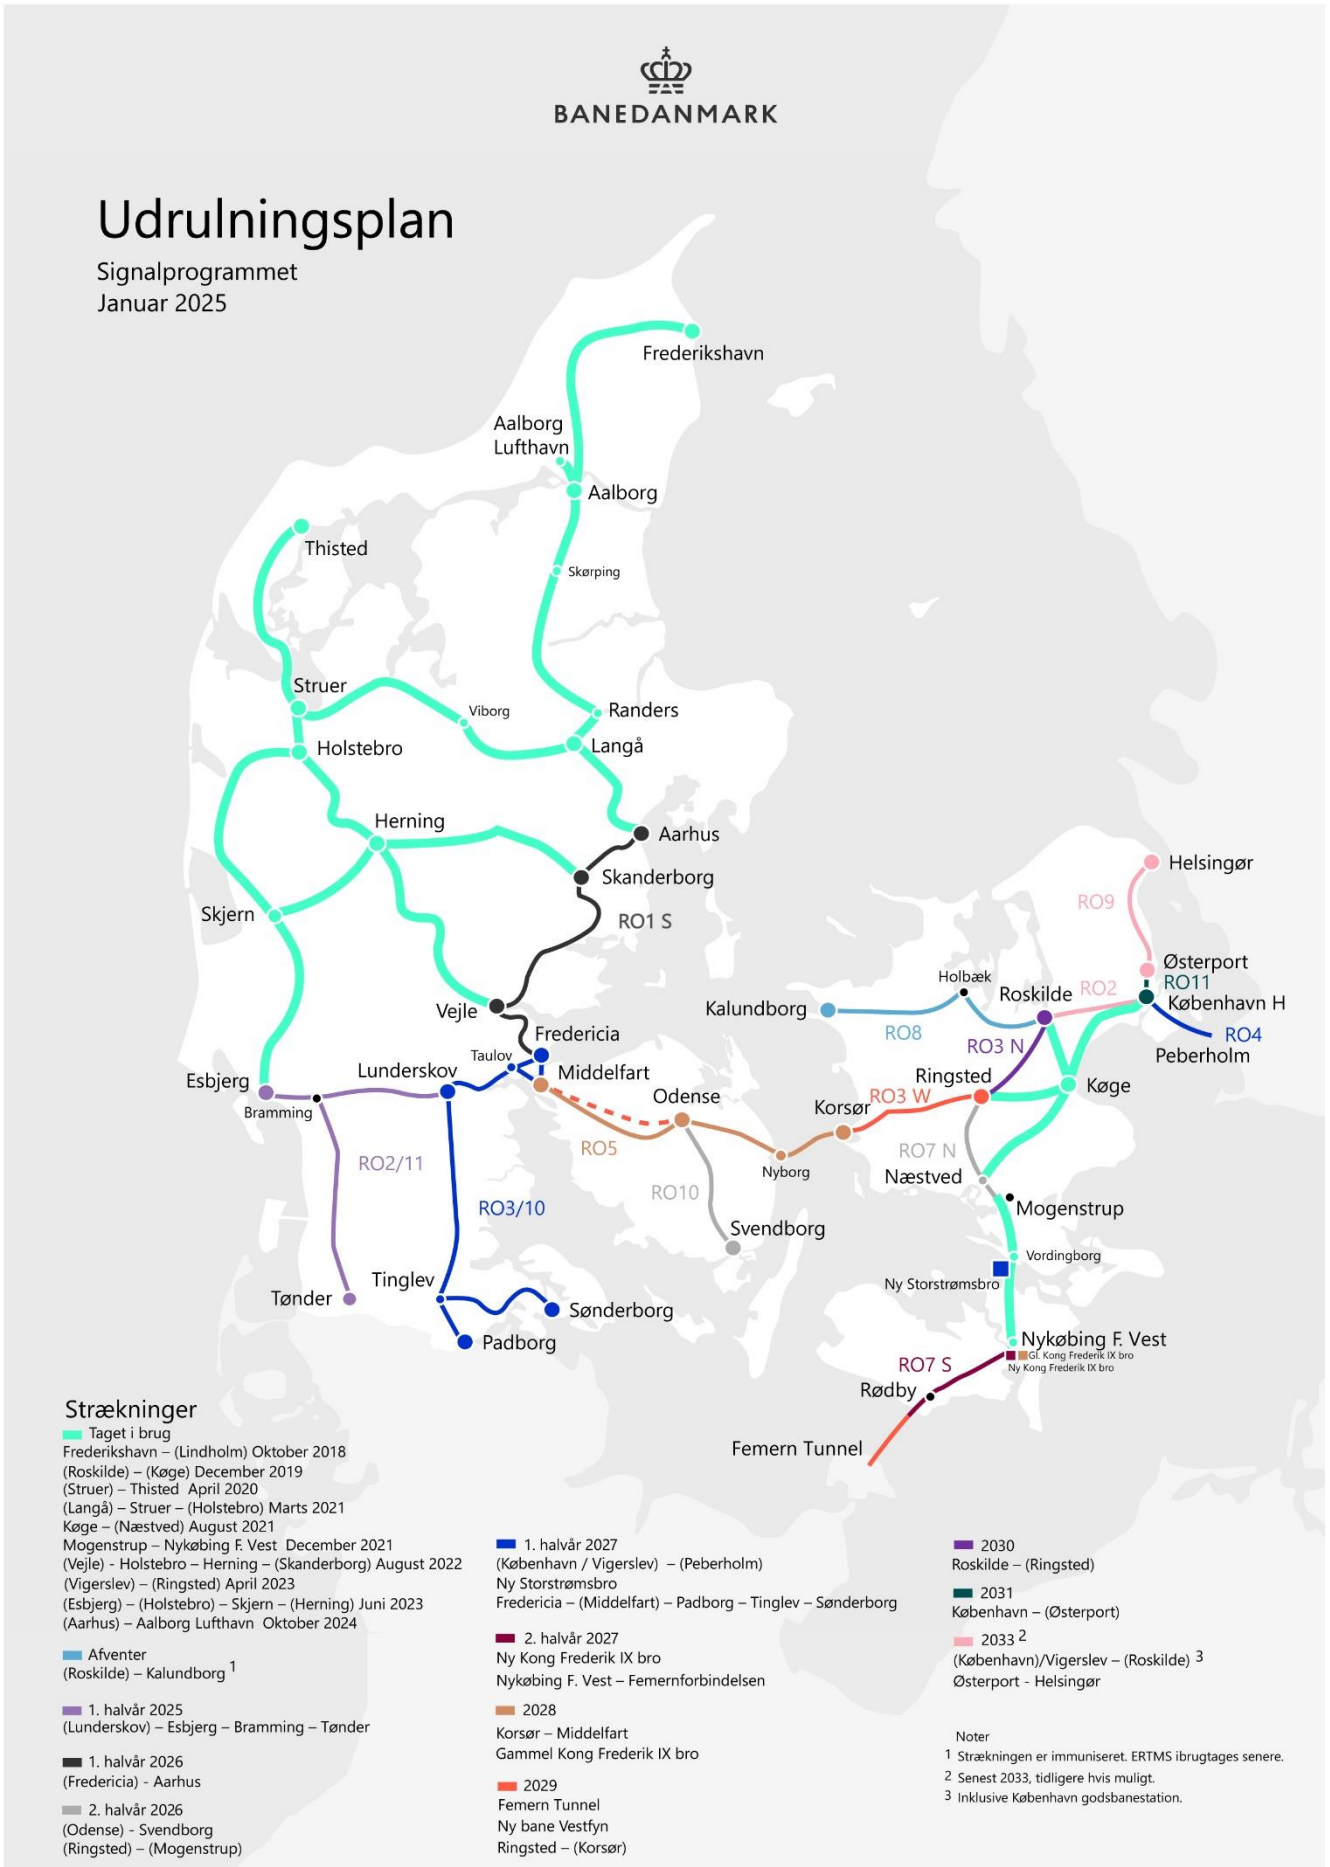 BANEDANMARK
Udrulningsplan
Signalprogrammet
Januar 2025
Frederikshavn
Aalborg
Lufthavn
Aalborg
Thisted
Skørping
Struer
Viborg
Randers
Holstebro
Langå
Herning
Aarhus
Skanderborg
Helsingør
RO9
Skjern
RO1 S
Østerport
Holbæk
RO11
Roskilde
RO2
København H
Kalundborg
Vejle
RO8
RO4
Fredericia
RO3 N
Peberholm
Taulov
Lunderskov
Middelfart
Ringsted
Esbjerg
Køge
Bramming
Odense
RO3 W
Korsør
RO5
RO7 N
RO2/11
Nyborg
Næstved
RO10
RO3/10
Mogenstrup
Svendborg
Vordingborg
Tinglev
Ny Storstrømsbro
Tønder
Sønderborg
Padborg
Nykøbing F. Vest
Gl. Kong Frederik IX bro
Ny Kong Frederik IX bro
RO7 S
Rødby
Femern Tunnel
Strækninger
Taget i brug
Frederikshavn – (Lindholm) Oktober 2018
(Roskilde) – (Køge) December 2019
(Struer) – Thisted April 2020
(Langå) – Struer – (Holstebro) Marts 2021
Køge – (Næstved) August 2021
Mogenstrup – Nykøbing F. Vest December 2021
(Vejle) - Holstebro – Herning – (Skanderborg) August 2022
(Vigerslev) – (Ringsted) April 2023
(Esbjerg) – (Holstebro) – Skjern – (Herning) Juni 2023
(Aarhus) – Aalborg Lufthavn Oktober 2024
Afventer
(Roskilde) – Kalundborg 1
1. halvår 2025
(Lunderskov) – Esbjerg – Bramming – Tønder
1. halvår 2026
(Fredericia) - Aarhus
2. halvår 2026
(Odense) - Svendborg
(Ringsted) – (Mogenstrup)
1. halvår 2027
(København / Vigerslev) – (Peberholm)
Ny Storstrømsbro
Fredericia – (Middelfart) – Padborg – Tinglev – Sønderborg
2. halvår 2027
Ny Kong Frederik IX bro
Nykøbing F. Vest – Femernforbindelsen
2028
Korsør – Middelfart
Gammel Kong Frederik IX bro
2029
Femern Tunnel
Ny bane Vestfyn
Ringsted – (Korsør)
2030
Roskilde – (Ringsted)
2031
København – (Østerport)
2033 2
(København)/Vigerslev – (Roskilde) 3
Østerport - Helsingør
Noter
1 Strækningen er immuniseret. ERTMS ibrugtages senere.
2 Senest 2033, tidligere hvis muligt.
3 Inklusive København godsbanestation.